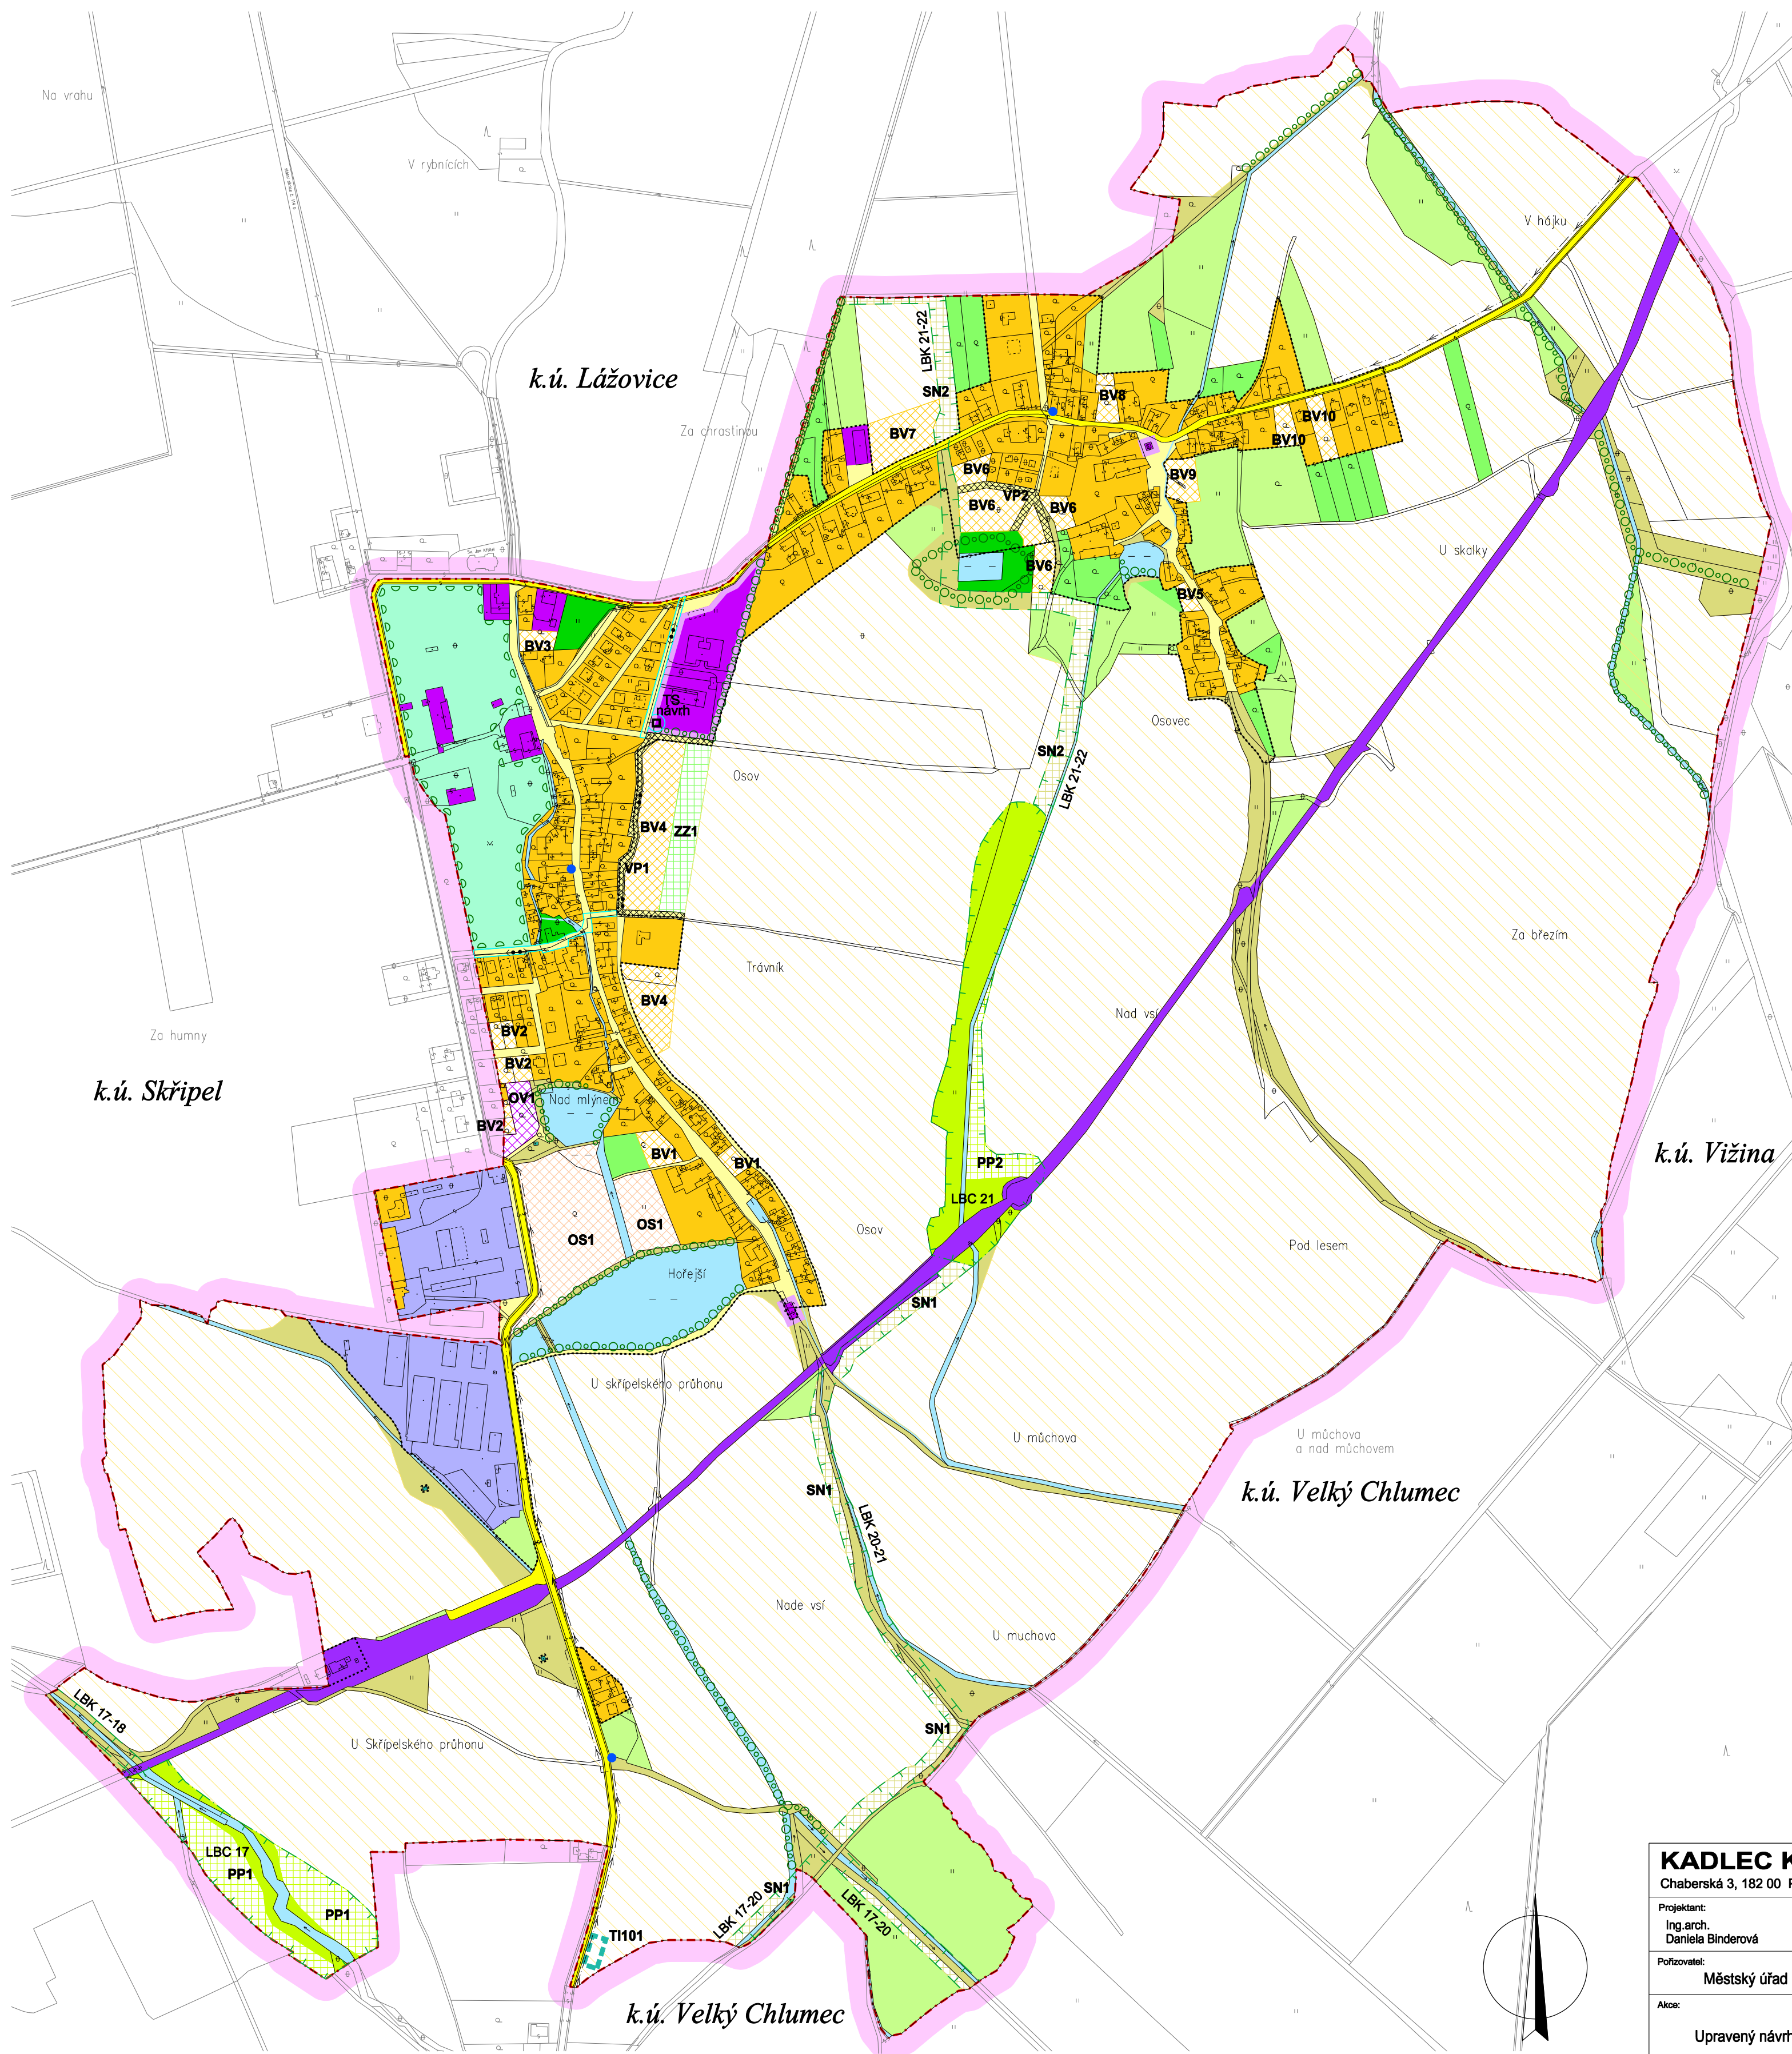 Na vrahu
V rybnících
V hájku
LBK 21-22
k.ú. Lážovice
SN2
BV8
Za chrastinou
BV7
BV10
BV10
BV6
BV9
VP2
BV6
BV6
U skalky
BV6
BV5
BV3
TS
návrh
Osovec
SN2
Osov
LBK 21-22
BV4
ZZ1
VP1
Za březím
Trávník
BV4
Nad vsí
BV2
Za humny
BV2
k.ú. Skřipel
OV1
Nad mlýnem
BV2
BV1
BV1
k.ú. Vižina
PP2
LBC 21
OS1
OS1
Osov
Pod lesem
Hořejší
SN1
U skřípelského průhonu
U můchova
U můchova
a nad můchovem
SN1
k.ú. Velký Chlumec
LBK 20-21
Nade vsí
U muchova
LBK 17-18
SN1
U Skřípelského průhonu
LBC 17
PP1
PP1
SN1
LBK 17-20
LBK 17-20
TI101
k.ú. Velký Chlumec
KADLEC K
Chaberská 3, 182 00 P
Projektant:
Ing.arch.
Daniela Binderová
Pořizovatel:
Městský úřad
Akce:
Upravený návrh